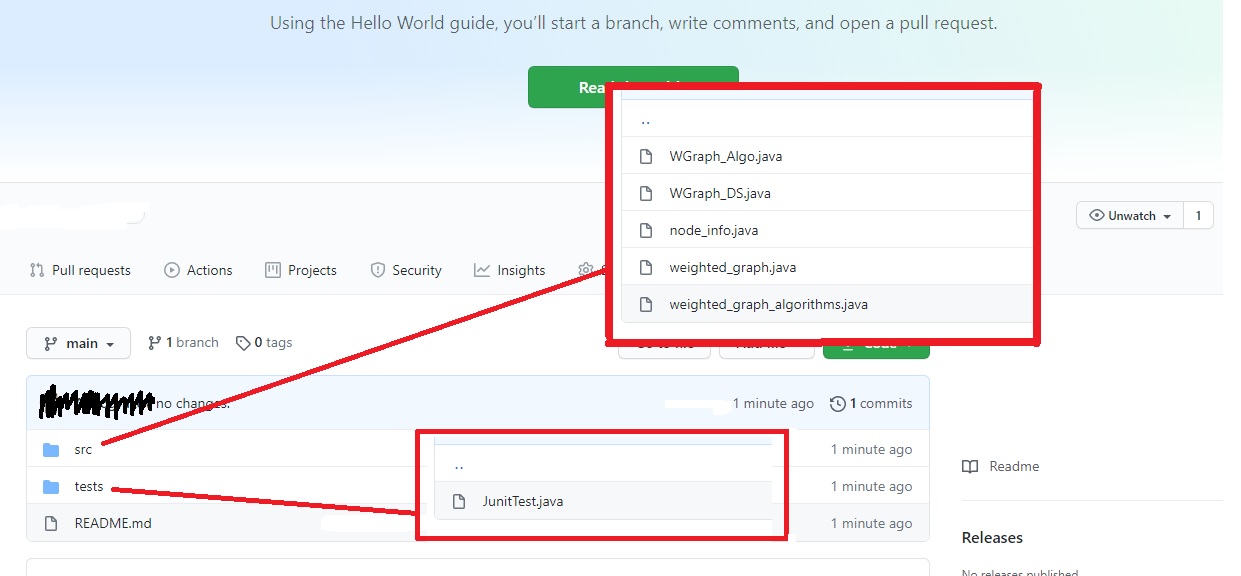 Using the Hello World guide, you’ll start a branch, write comments, and open a pull request.
..
WGraph_Algo.java
WGraph_DS.java
node_info.java
weighted_graph.java
weighted_graph_algorithms.java
Unwatch 1
Pull requests Actions Projects Security Insights
main 1 branch 0 tags
no changes. 1 minute ago 1 commits
src 1 minute ago
tests 1 minute ago
README.md 1 minute ago
..
JunitTest.java
Readme
Releases
No releases published